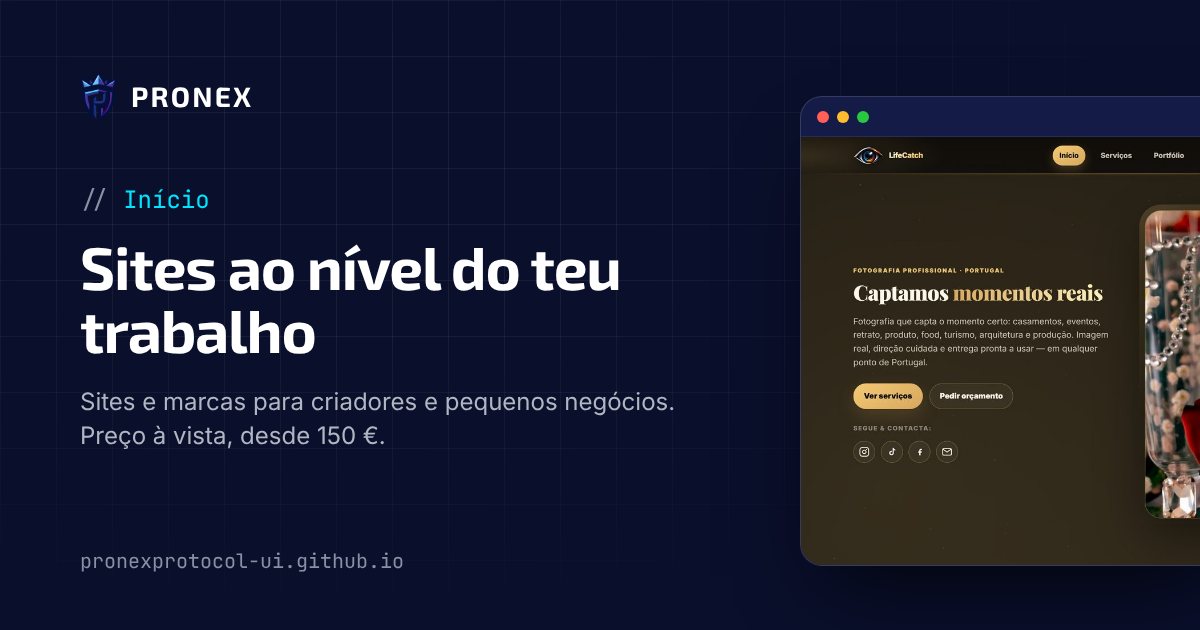 PRONEX
// Início
Sites ao nível do teu
trabalho
Sites e marcas para criadores e pequenos negócios.
Preço à vista, desde 150 €.
pronexprotocol-ui.github.io
LifeCatch
Início
Serviços
Portfólio
FOTOGRAFIA PROFISSIONAL · PORTUGAL
Captamos momentos reais
Fotografia que capta o momento certo: casamentos, eventos,
retrato, produto, food, turismo, arquitetura e produção. Imagem
real, direção cuidada e entrega pronta a usar — em qualquer
ponto de Portugal.
Ver serviços
Pedir orçamento
SEGUE & CONTACTA: